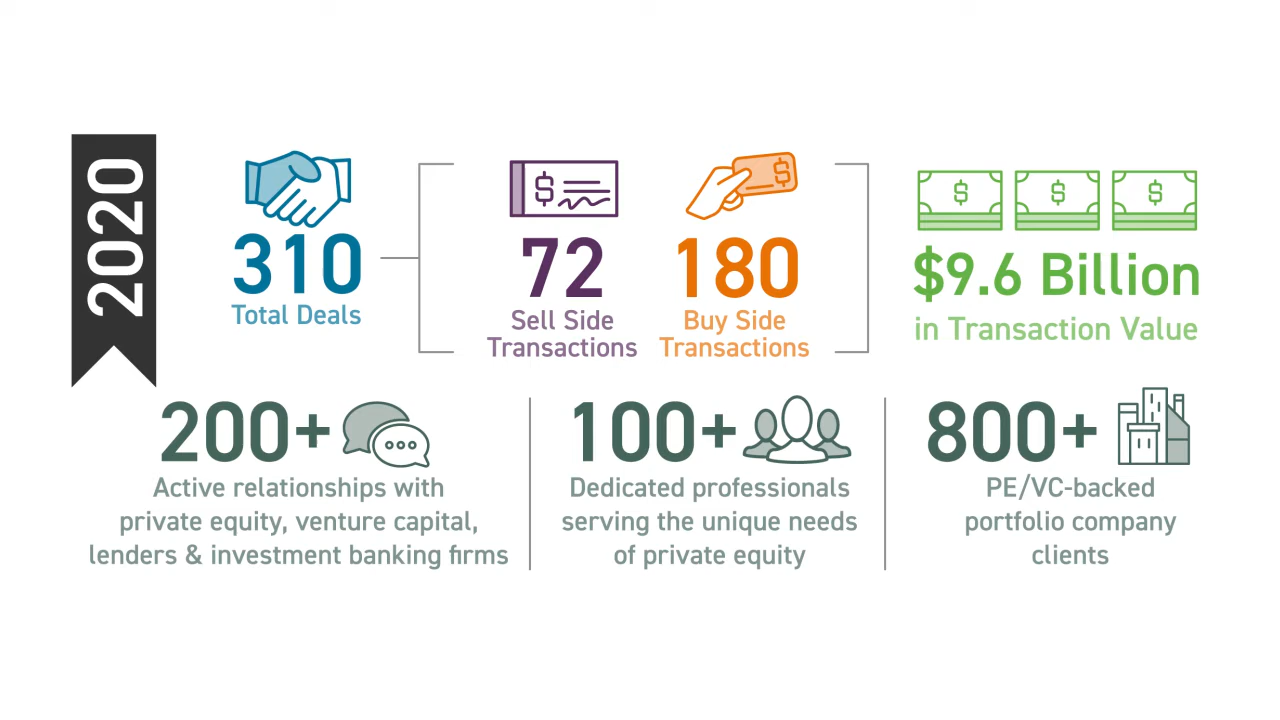 2020
310
Total Deals
72
Sell Side
Transactions
180
Buy Side
Transactions
$9.6 Billion
in Transaction Value
200+
Active relationships with
private equity, venture capital,
lenders & investment banking firms
100+
Dedicated professionals
serving the unique needs
of private equity
800+
PE/VC-backed
portfolio company
clients